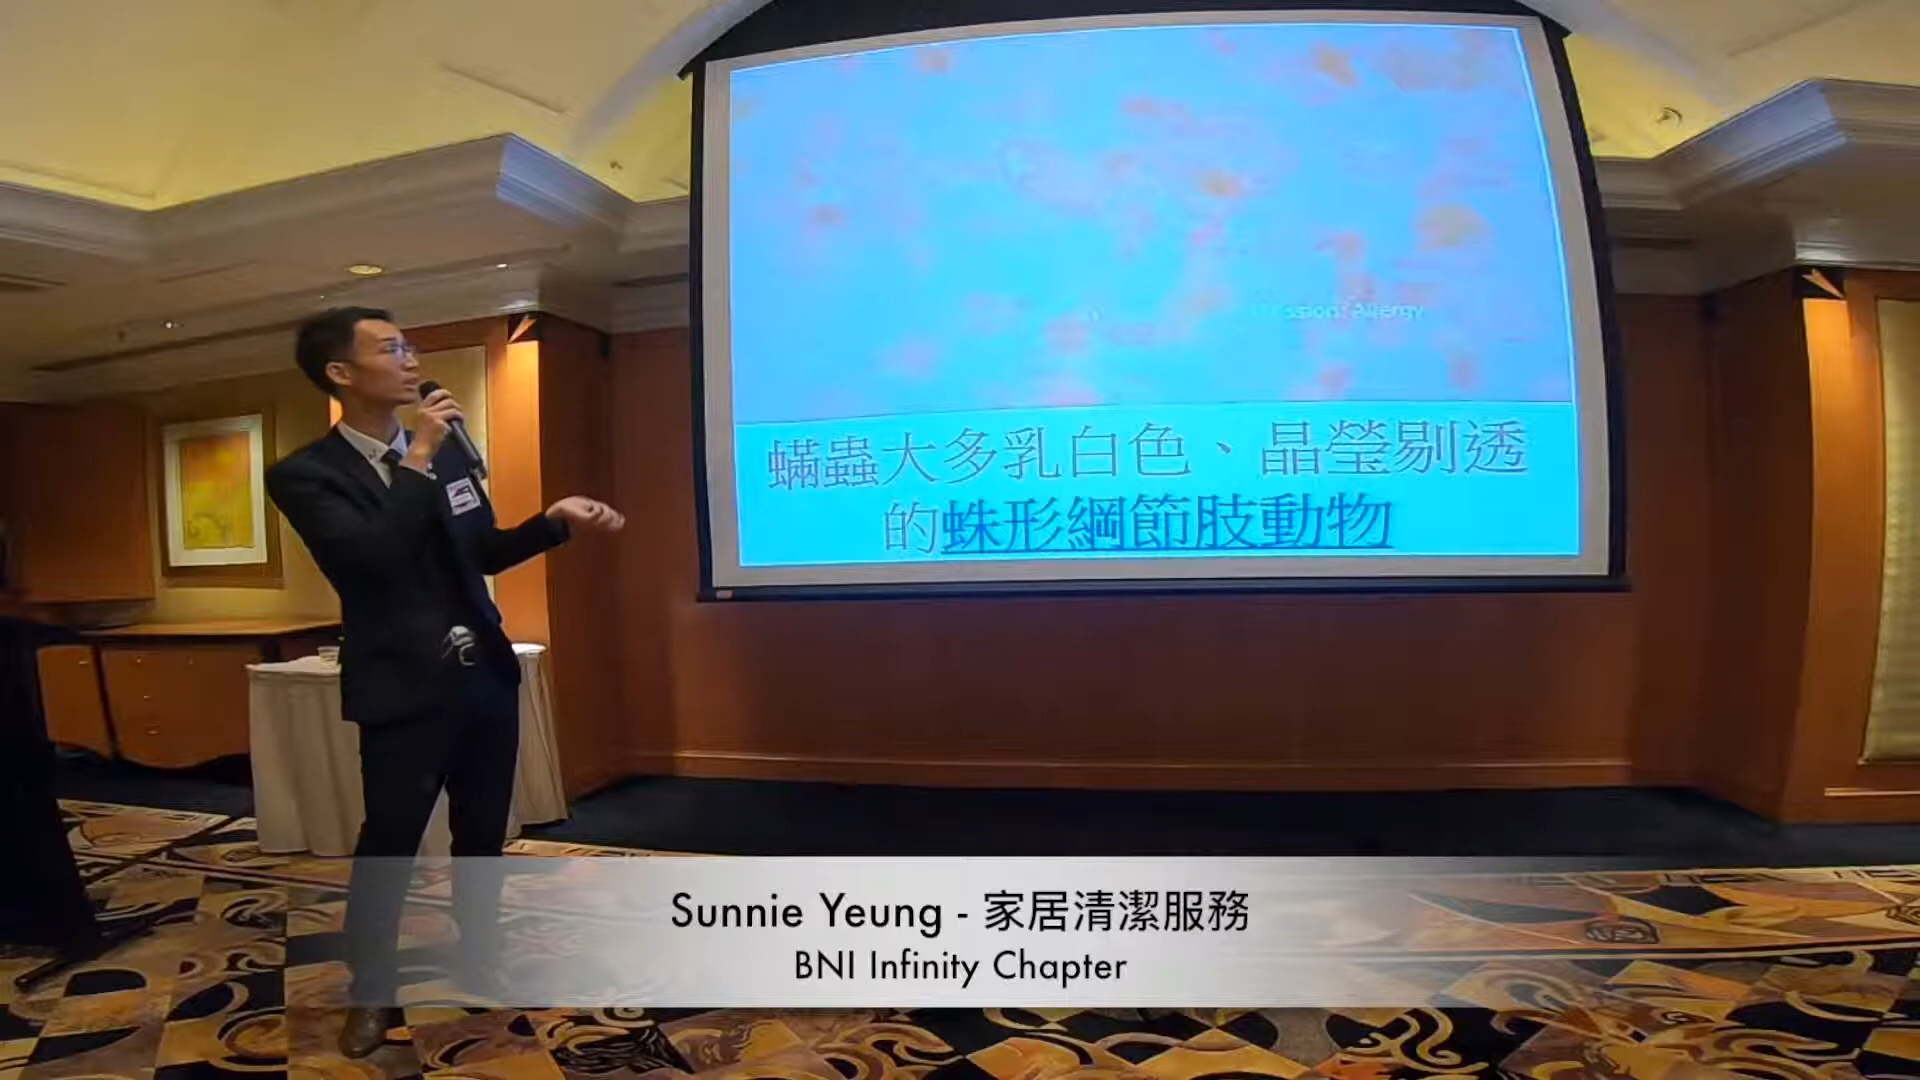 蟎蟲大多乳白色、晶瑩剔透
的蛛形綱節肢動物
Sunnie Yeung - 家居清潔服務
BNI Infinity Chapter